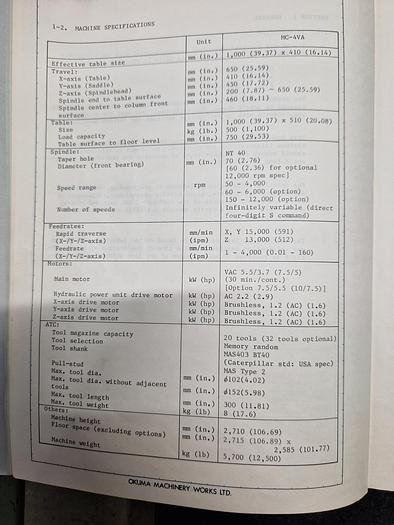 1-2. MACHINE SPECIFICATIONS
Unit MC-4VA
Effective table size mm (in.) 1,000 (39.37) x 410 (16.14)
Travel:
X-axis (Table) mm (in.) 650 (25.59)
Y-axis (Saddle) mm (in.) 410 (16.14)
Z-axis (Spindlehead) mm (in.) 450 (17.72)
Spindle end to table surface mm (in.) 200 (7.87) ~ 650 (25.59)
Spindle center to column front surface mm (in.) 460 (18.11)
Table:
Size mm (in.) 1,000 (39.37) x 510 (20.08)
Load capacity kg (lb.) 500 (1,100)
Table surface to floor level mm (in.) 750 (29.53)
Spindle:
Taper hole NT 40
Diameter (front bearing) mm (in.) 70 (2.76)
[60 (2.36) for optional
12,000 rpm spec]
Speed range rpm 50 - 4,000
60 - 6,000 (option)
150 - 12,000 (option)
Number of speeds Infinitely variable (direct
four-digit S command)
Feedrates:
Rapid traverse mm/min X, Y 15,000 (591)
(X-/Y-/Z-axis) (ipm) Z 13,000 (512)
Feedrate mm/min 1 - 4,000 (0.01 - 160)
(X-/Y-/Z-axis) (ipm)
Motors:
Main motor kW (hp) VAC 5.5/3.7 (7.5/5)
(30 min./cont.)
[Option 7.5/5.5 (10/7.5)]
Hydraulic power unit drive motor kW (hp) AC 2.2 (2.9)
X-axis drive motor kW (hp) Brushless, 1.2 (AC) (1.6)
Y-axis drive motor kW (hp) Brushless, 1.2 (AC) (1.6)
Z-axis drive motor kW (hp) Brushless, 1.2 (AC) (1.6)
ATC:
Tool magazine capacity 20 tools (32 tools optional)
Tool selection Memory random
Tool shank MAS403 BT40
(Caterpillar std: USA spec)
Pull-stud MAS Type 2
Max. tool dia. mm (in.) ø102(4.02)
Max. tool dia. without adjacent
tools mm (in.) ø152(5.98)
Max. tool length mm (in.) 300 (11.81)
Max. tool weight kg (lb) 8 (17.6)
Others:
Machine height mm (in.) 2,710 (106.69)
Floor space (excluding options) mm (in.) 2,715 (106.89) x
2,585 (101.77)
Machine weight kg (lb) 5,700 (12,500)
OKUMA MACHINERY WORKS LTD.